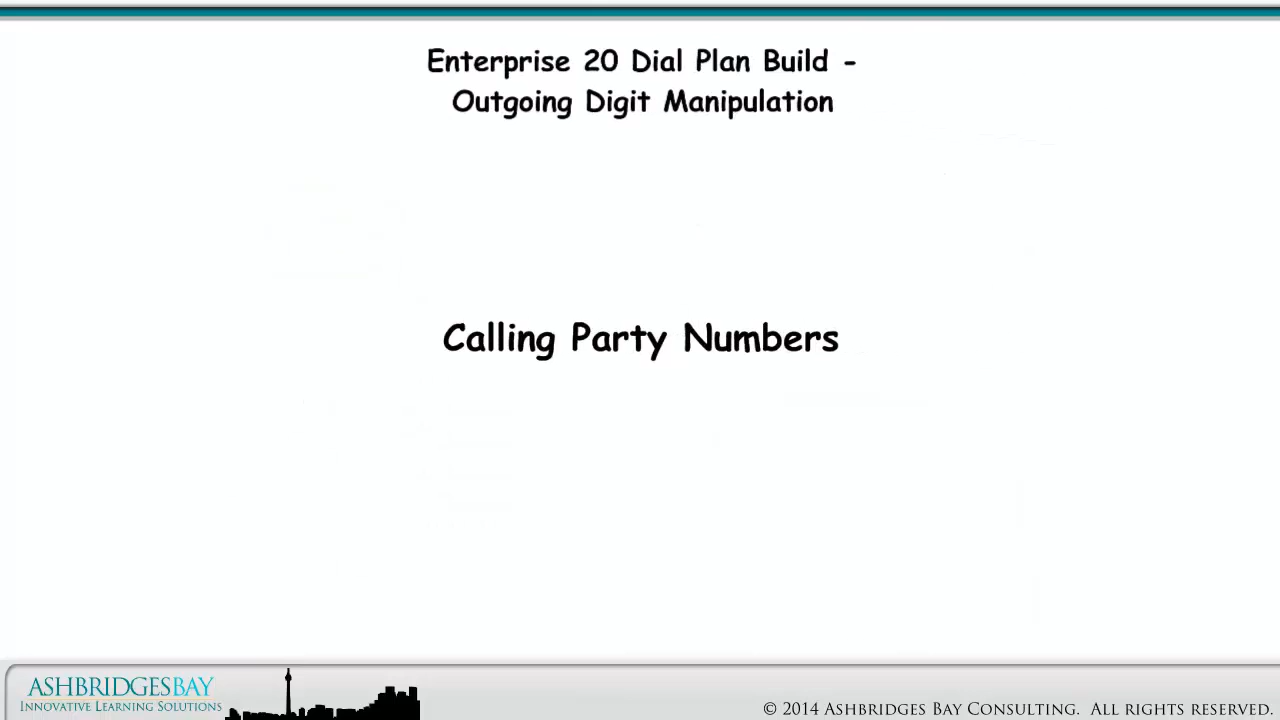 Enterprise 20 Dial Plan Build -
Outgoing Digit Manipulation
Calling Party Numbers
ASHBRIDGESBAY
INNOVATIVE LEARNING SOLUTIONS
© 2014 ASHBRIDGES BAY CONSULTING. ALL RIGHTS RESERVED.